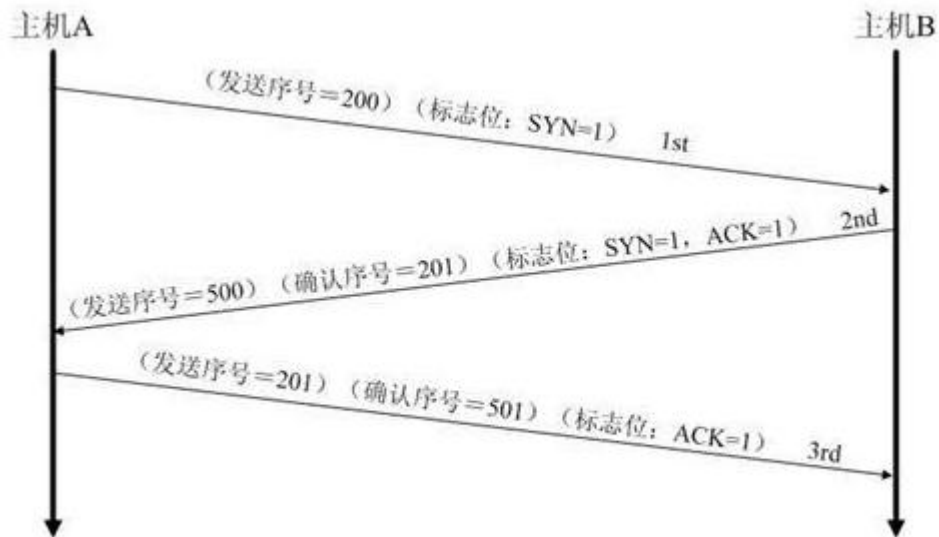 主机A
主机B
（发送序号＝200）（标志位：SYN=1） 1st
（发送序号＝500）（确认序号＝201）（标志位：SYN=1，ACK=1） 2nd
（发送序号＝201）（确认序号＝501）（标志位：ACK=1） 3rd